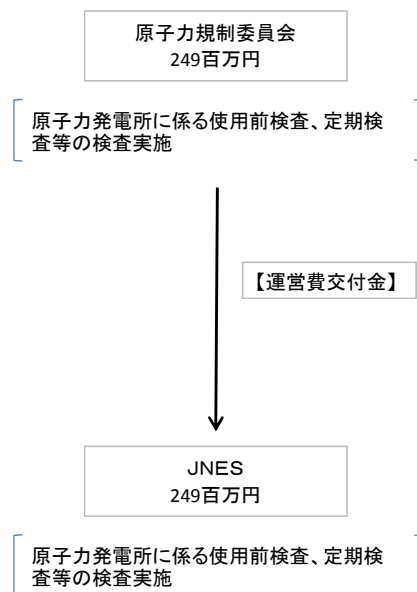 原子力規制委員会
249百万円
原子力発電所に係る使用前検査、定期検
査等の検査実施
【運営費交付金】
JNES
249百万円
原子力発電所に係る使用前検査、定期検
査等の検査実施